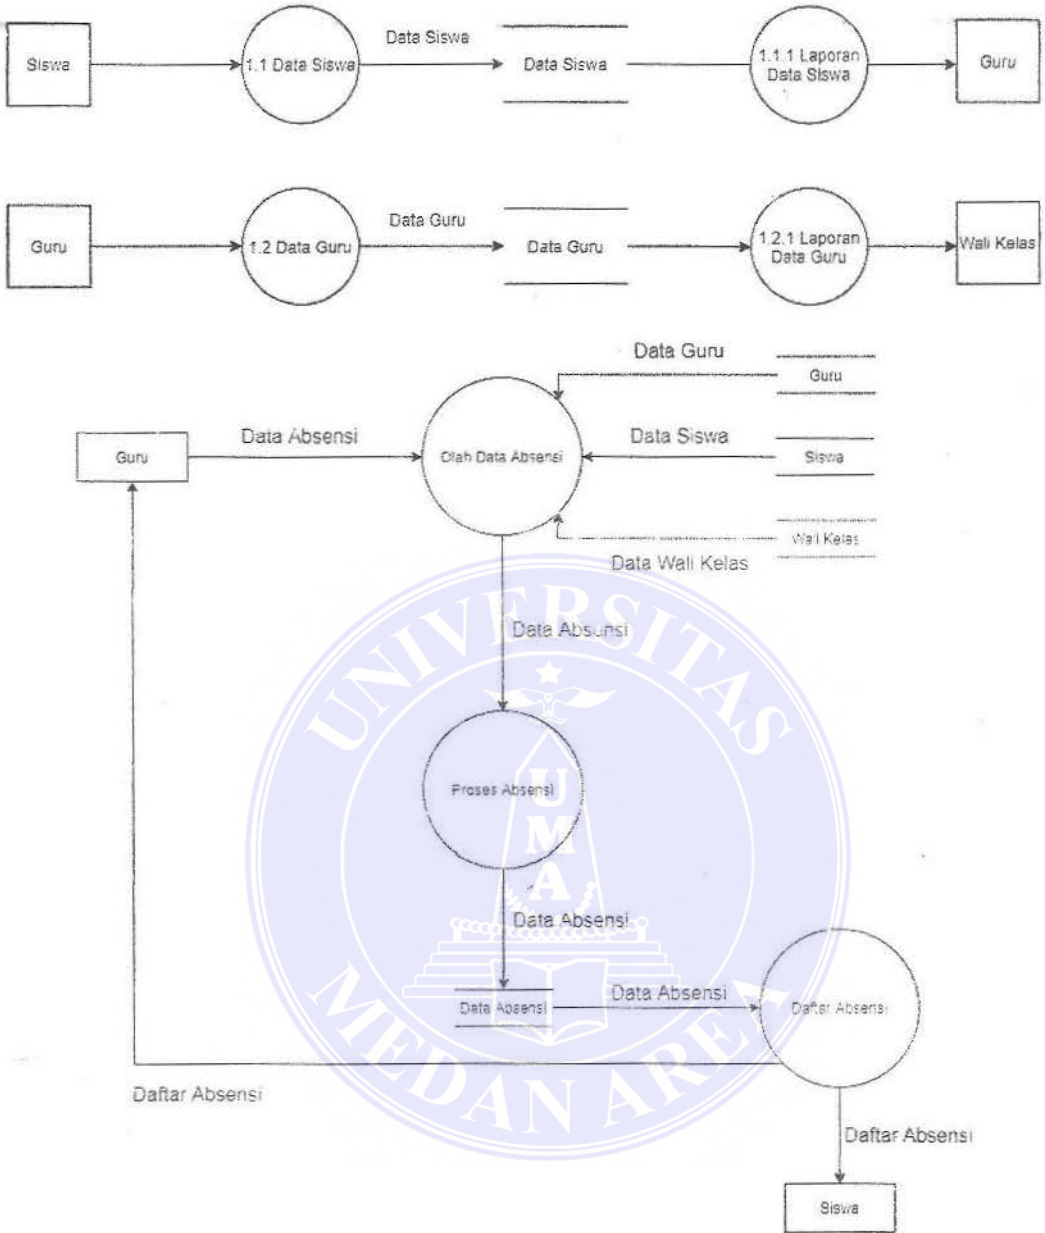 Data Siswa
Siswa
1.1 Data Siswa
Data Siswa
1.1.1 Laporan
Data Siswa
Guru
Data Guru
Guru
1.2 Data Guru
Data Guru
1.2.1 Laporan
Data Guru
Wali Kelas
Data Guru
Guru
Data Absensi
Data Siswa
Guru
Olah Data Absensi
Siswa
Wali Kelas
Data Wali Kelas
Data Absunsi
UNIVERSITAS
Proses Absensi
UMA
Data Absensi
Data Absensi
Data Absensi
Daftar Absensi
MEDAN AREA
Daftar Absensi
Daftar Absensi
Siswa